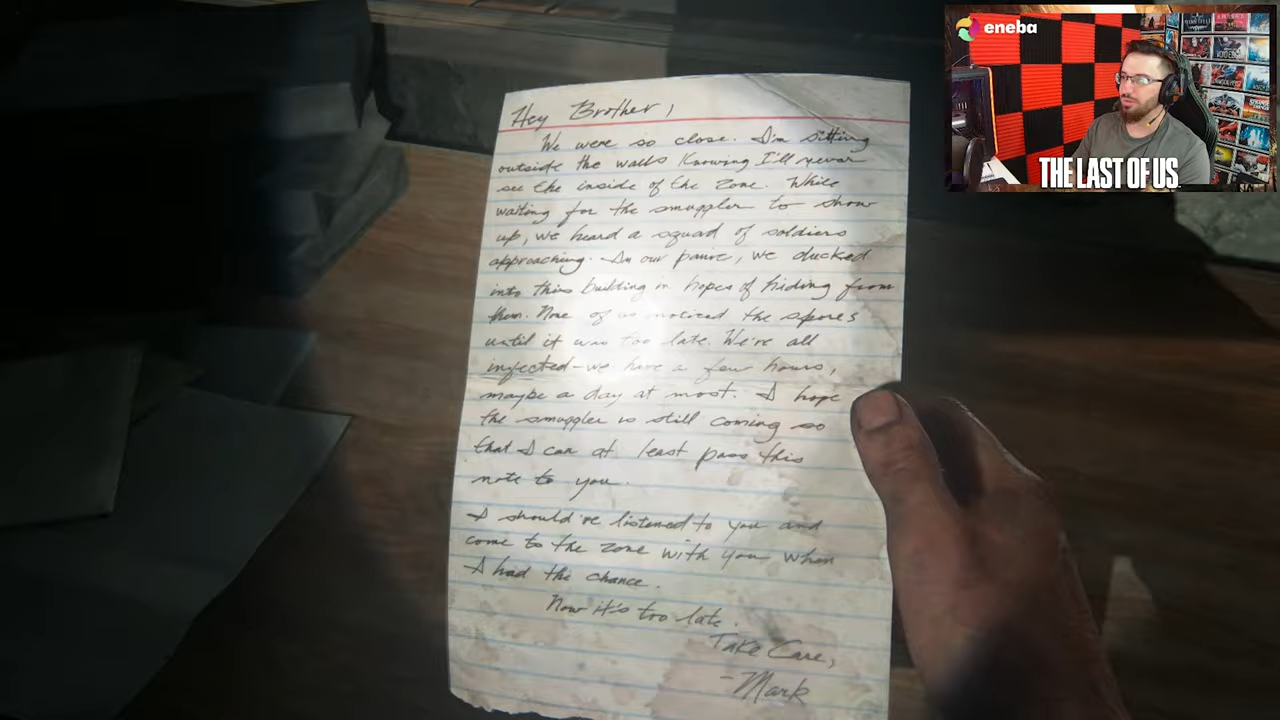 eneba
THE LAST OF US
Hey Brother,
We were so close. I'm sitting
outside the walls knowing I'll never
see the inside of the zone. While
waiting for the smuggler to show
up, we heard a squad of soldiers
approaching. In our panic, we ducked
into this building in hopes of hiding from
them. None of us noticed the spores
until it was too late. We're all
infected - we have a few hours,
maybe a day at most. I hope
the smuggler is still coming so
that I can at least pass this
note to you.
I should've listened to you and
come to the zone with you when
I had the chance.
Now it's too late.
Take Care,
- Mark